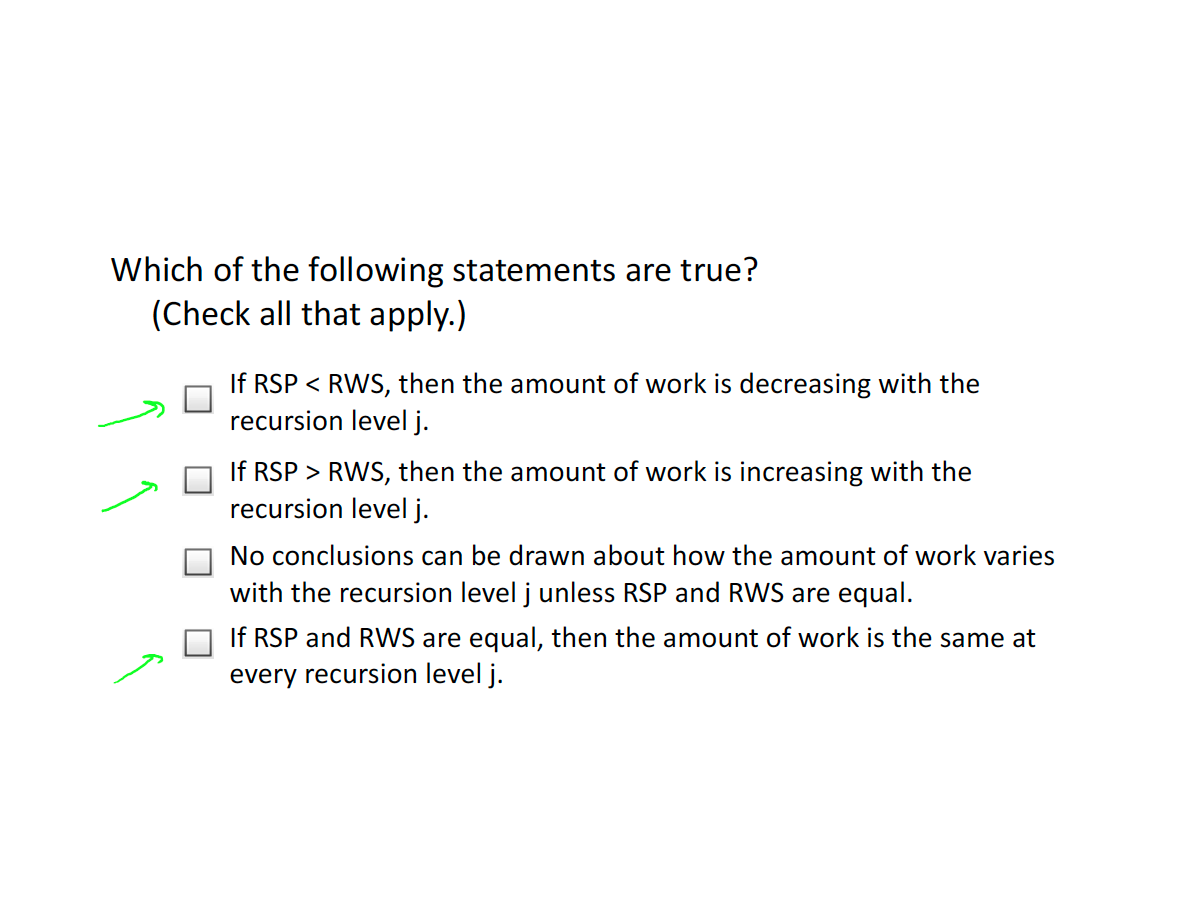 Which of the following statements are true?
(Check all that apply.)
If RSP < RWS, then the amount of work is decreasing with the
recursion level j.
If RSP > RWS, then the amount of work is increasing with the
recursion level j.
No conclusions can be drawn about how the amount of work varies
with the recursion level j unless RSP and RWS are equal.
If RSP and RWS are equal, then the amount of work is the same at
every recursion level j.